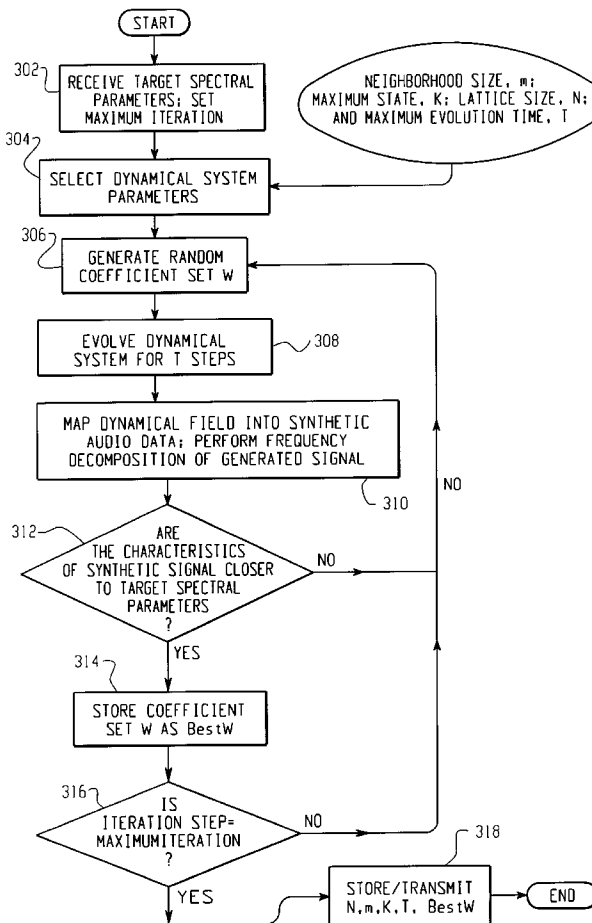 START
302
RECEIVE TARGET SPECTRAL
PARAMETERS; SET
MAXIMUM ITERATION
NEIGHBORHOOD SIZE, m;
MAXIMUM STATE, K; LATTICE SIZE, N;
AND MAXIMUM EVOLUTION TIME, T
304
SELECT DYNAMICAL SYSTEM
PARAMETERS
306
GENERATE RANDOM
COEFFICIENT SET W
EVOLVE DYNAMICAL
SYSTEM FOR T STEPS
308
MAP DYNAMICAL FIELD INTO SYNTHETIC
AUDIO DATA; PERFORM FREQUENCY
DECOMPOSITION OF GENERATED SIGNAL
310
NO
312
ARE
THE CHARACTERISTICS
OF SYNTHETIC SIGNAL CLOSER
TO TARGET SPECTRAL
PARAMETERS
?
NO
YES
314
STORE COEFFICIENT
SET W AS BestW
316
IS
ITERATION STEP=
MAXIMUMITERATION
?
NO
YES
318
STORE/TRANSMIT
N,m,K,T, BestW
END